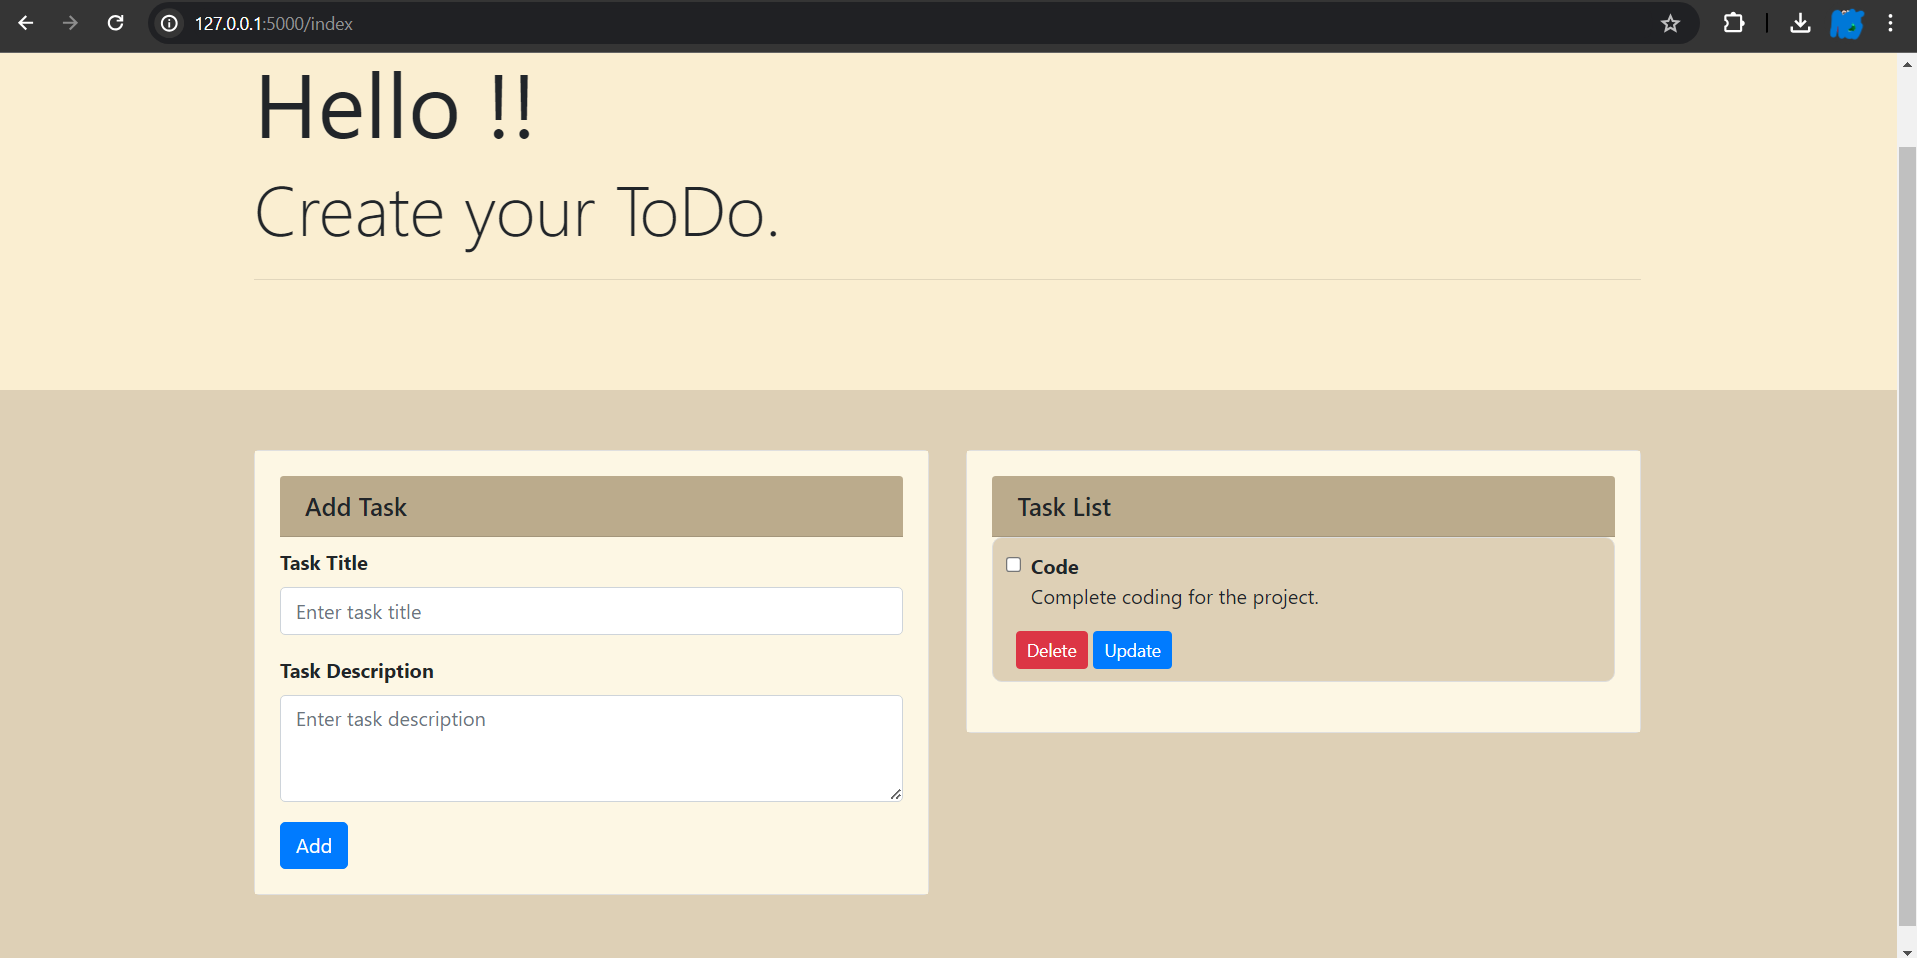 127.0.0.1:5000/index
Hello !!
Create your ToDo.
Add Task
Task Title
Enter task title
Task Description
Enter task description
Add
Task List
Code
Complete coding for the project.
Delete Update